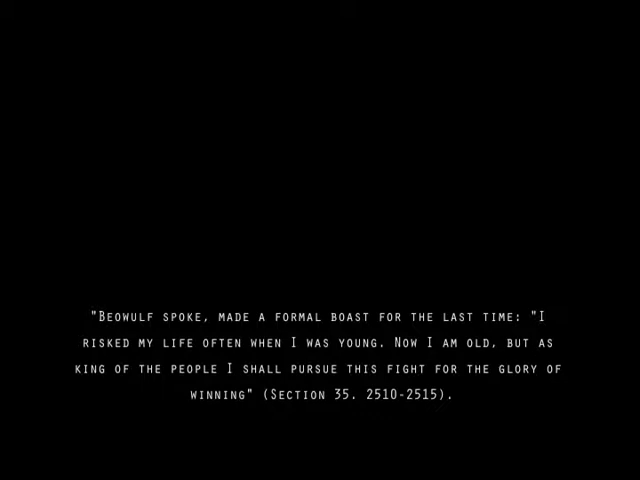 "Beowulf spoke, made a formal boast for the last time: "I
risked my life often when I was young. Now I am old, but as
king of the people I shall pursue this fight for the glory of
winning" (Section 35. 2510-2515).